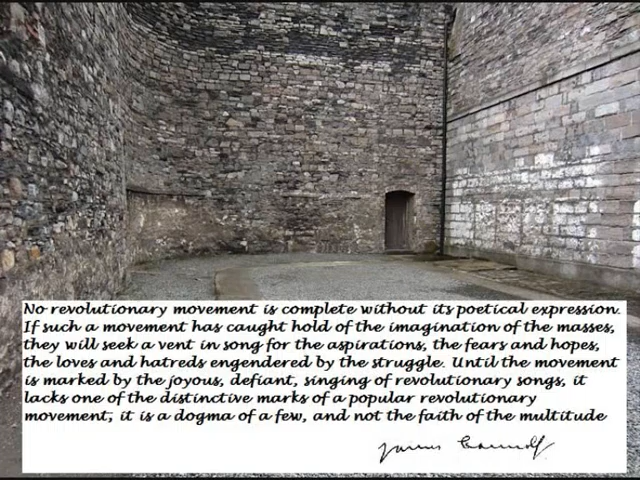 No revolutionary movement is complete without its poetical expression.
If such a movement has caught hold of the imagination of the masses,
they will seek a vent in song for the aspirations, the fears and hopes,
the loves and hatreds engendered by the struggle. Until the movement
is marked by the joyous, defiant, singing of revolutionary songs, it
lacks one of the distinctive marks of a popular revolutionary
movement; it is a dogma of a few, and not the faith of the multitude
James Connolly